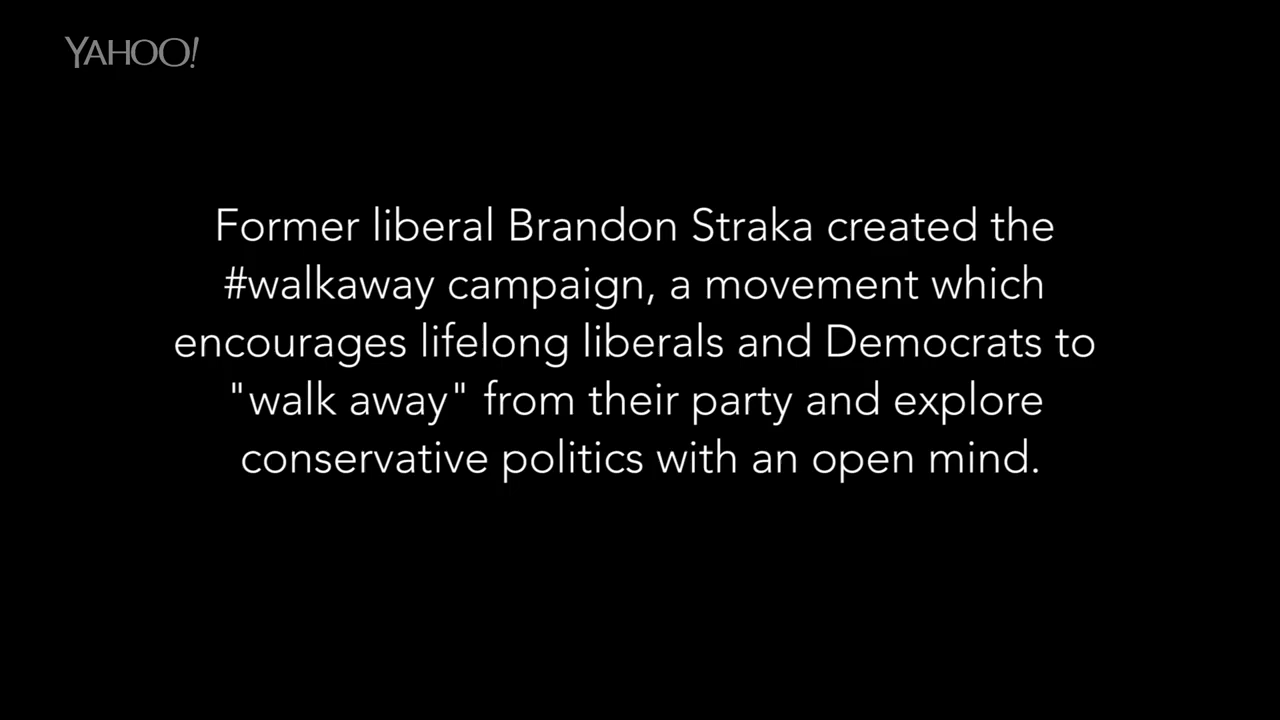 YAHOO!
Former liberal Brandon Straka created the
#walkaway campaign, a movement which
encourages lifelong liberals and Democrats to
"walk away" from their party and explore
conservative politics with an open mind.